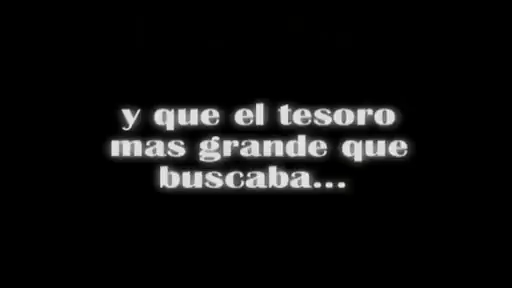 y que el tesoro
mas grande que
buscaba...